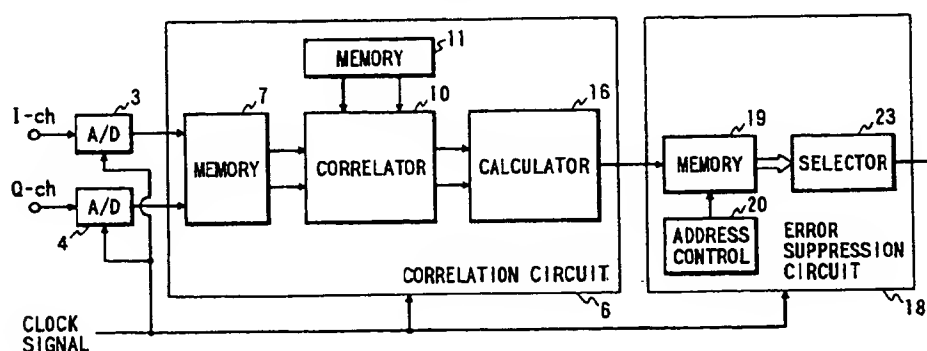 I-ch
3
A/D
Q-ch
A/D
4
7
MEMORY
MEMORY
11
10
CORRELATOR
16
CALCULATOR
CORRELATION CIRCUIT
6
19
MEMORY
20
ADDRESS
CONTROL
23
SELECTOR
ERROR
SUPPRESSION
CIRCUIT
18
CLOCK
SIGNAL